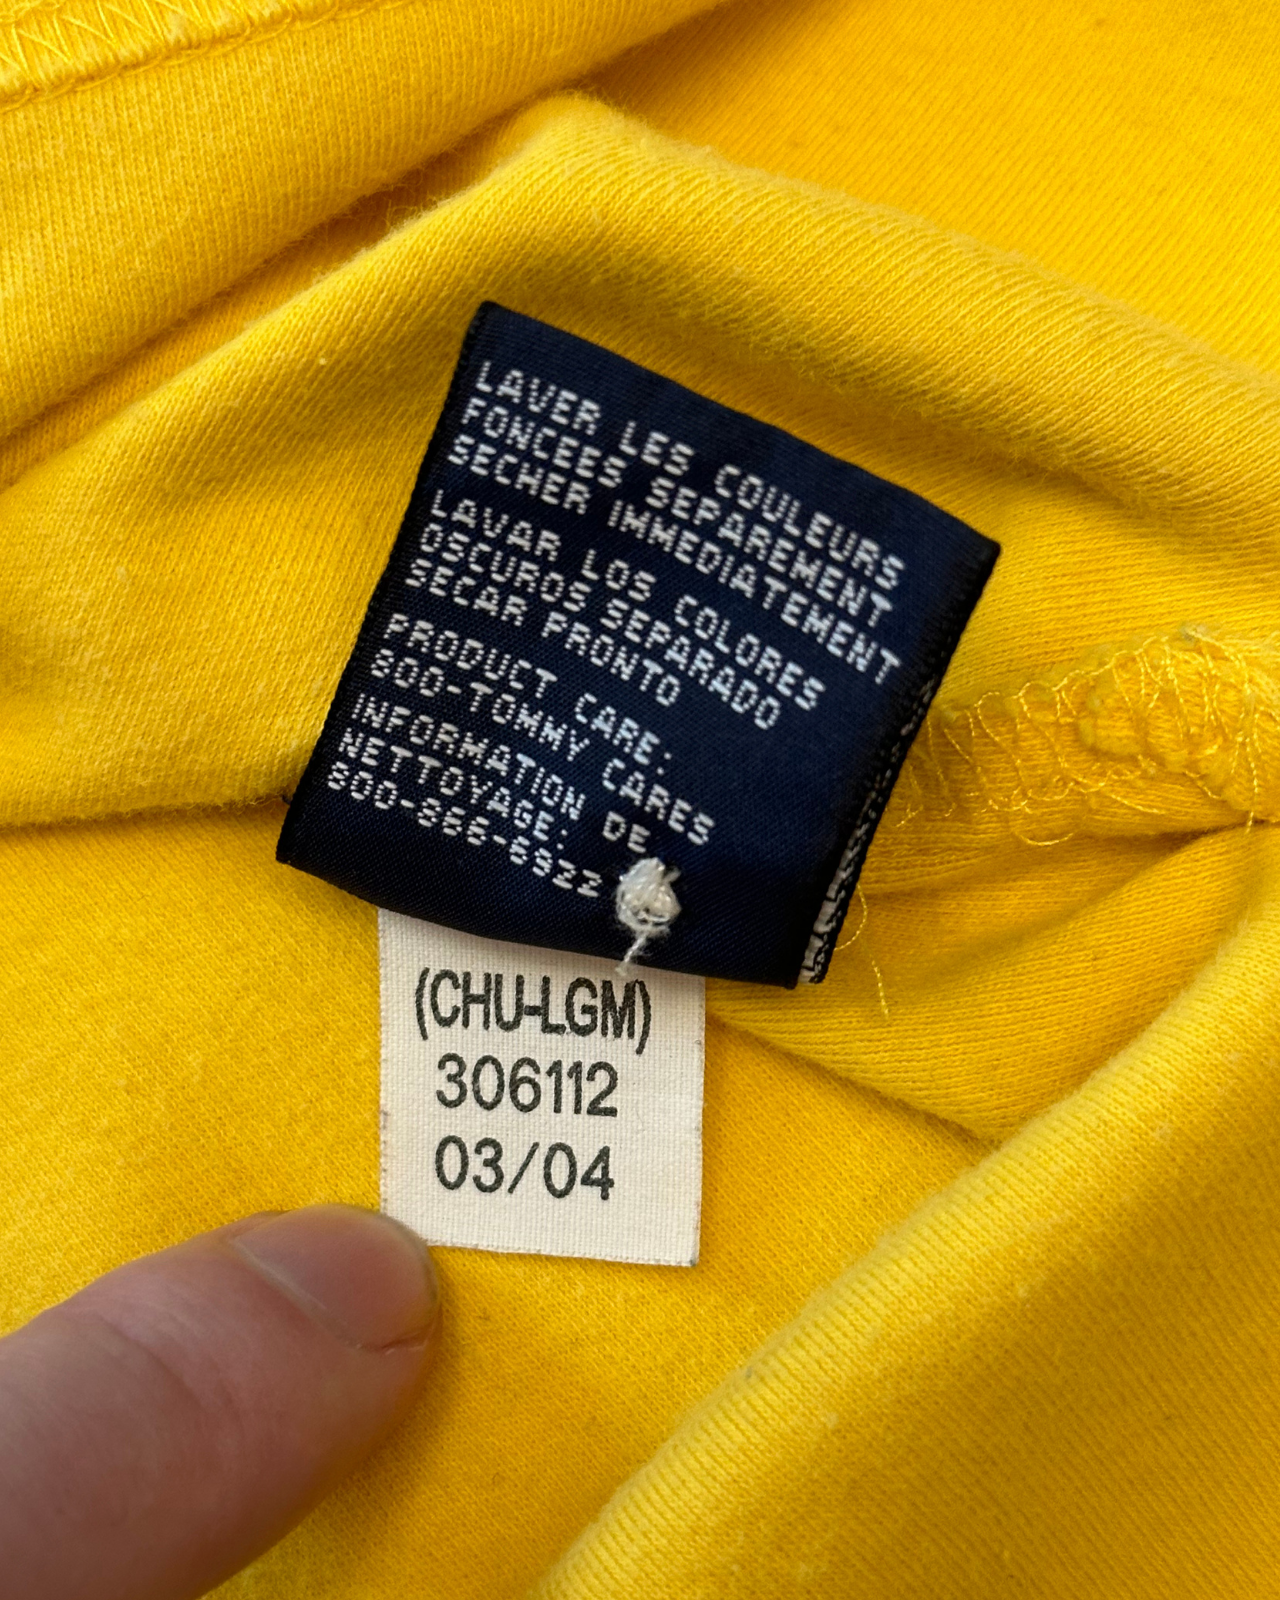 LAVER LES COULEURS
FONCEES SEPAREMENT
SECHER IMMEDIATEMENT
LAVAR LOS COLORES
OSCUROS SEPARADO
SECAR PRONTO
PRODUCT CARE:
800-TOMMY CARES
INFORMATION DE
NETTOYAGE:
800-866-6922
(CHU-LGM)
306112
03/04